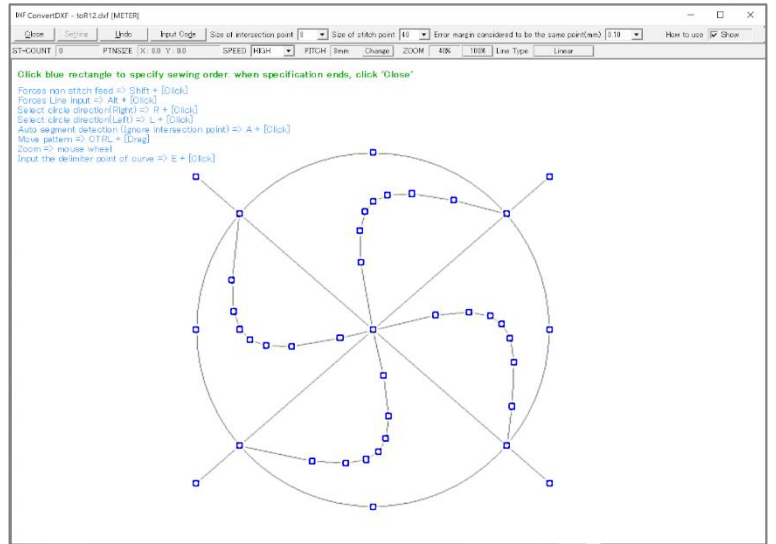 ConvertDXF - toR12.dxf [METER]
Close Undo Input Code Size of intersection point 8 Size of stitch point 40 Error margin considered to be the same point(mm) 0.10 How to use Show
ST-COUNT 0 PTNSIZE X : 0.0 Y : 0.0 SPEED HIGH PITCH 3mm Change ZOOM 40% 100% Line Type Linear
Click blue rectangle to specify sewing order. when specification ends, click 'Close'
Forces non stitch feed => Shift + [Click]
Forces Line input => Alt + [Click]
Select circle direction(Right) => R + [Click]
Select circle direction(Left) => L + [Click]
Auto segment detection (Ignore intersection point) => A + [Click]
Move pattern => CTRL + [Drag]
Zoom => mouse wheel
Input the delimiter point of curve => E + [Click]